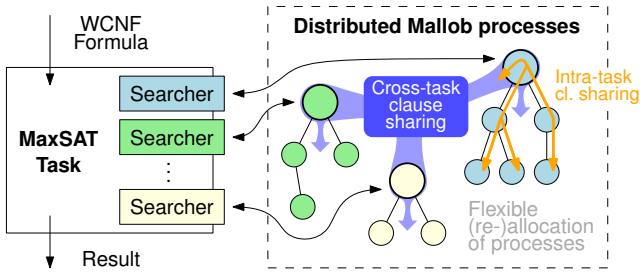 WCNF
Formula
MaxSAT
Task
Searcher
Searcher
⋮
Searcher
Result
Distributed Mallob processes
Cross-task
clause
sharing
Intra-task
cl. sharing
Flexible
(re-)allocation
of processes